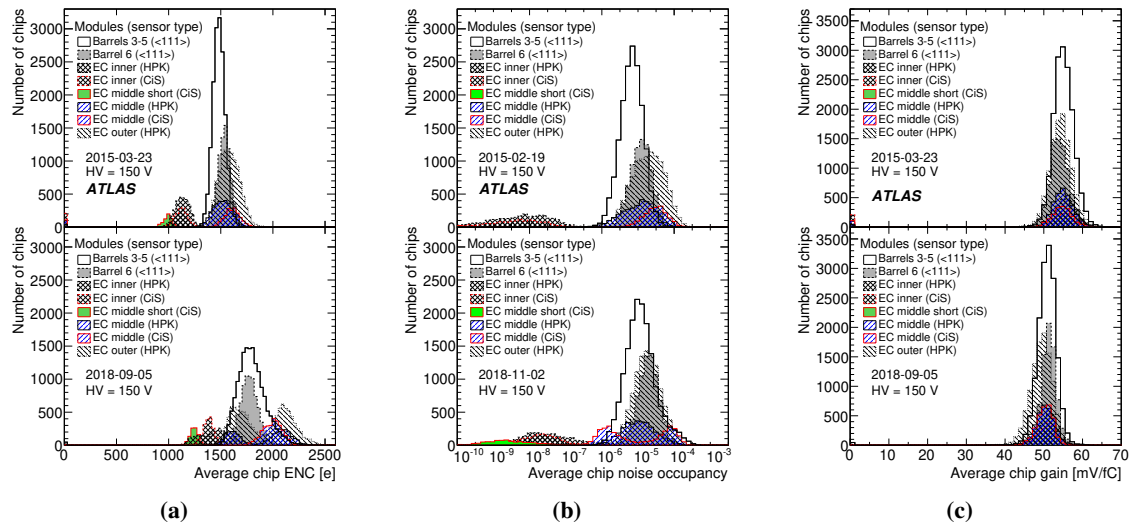 Number of chips
3000
2500
2000
1500
1000
500
0
Modules (sensor type)
Barrels 3-5 (<111>)
Barrel 6 (<111>)
EC inner (HPK)
EC inner (CiS)
EC middle short (CiS)
EC middle (HPK)
EC middle (CiS)
EC outer (HPK)
2015-03-23
HV = 150 V
ATLAS
Number of chips
3000
2500
2000
1500
1000
500
0
Modules (sensor type)
Barrels 3-5 (<111>)
Barrel 6 (<111>)
EC inner (HPK)
EC inner (CiS)
EC middle short (CiS)
EC middle (HPK)
EC middle (CiS)
EC outer (HPK)
2018-09-05
HV = 150 V
0 500 1000 1500 2000 2500
Average chip ENC [e]
(a)
Number of chips
3000
2500
2000
1500
1000
500
0
Modules (sensor type)
Barrels 3-5 (<111>)
Barrel 6 (<111>)
EC inner (HPK)
EC inner (CiS)
EC middle short (CiS)
EC middle (HPK)
EC middle (CiS)
EC outer (HPK)
2015-02-19
HV = 150 V
ATLAS
Number of chips
3000
2500
2000
1500
1000
500
0
Modules (sensor type)
Barrels 3-5 (<111>)
Barrel 6 (<111>)
EC inner (HPK)
EC inner (CiS)
EC middle short (CiS)
EC middle (HPK)
EC middle (CiS)
EC outer (HPK)
2018-11-02
HV = 150 V
10⁻¹⁰ 10⁻⁹ 10⁻⁸ 10⁻⁷ 10⁻⁶ 10⁻⁵ 10⁻⁴ 10⁻³
Average chip noise occupancy
(b)
Number of chips
3500
3000
2500
2000
1500
1000
500
0
Modules (sensor type)
Barrels 3-5 (<111>)
Barrel 6 (<111>)
EC inner (HPK)
EC inner (CiS)
EC middle short (CiS)
EC middle (HPK)
EC middle (CiS)
EC outer (HPK)
2015-03-23
HV = 150 V
ATLAS
Number of chips
3500
3000
2500
2000
1500
1000
500
0
Modules (sensor type)
Barrels 3-5 (<111>)
Barrel 6 (<111>)
EC inner (HPK)
EC inner (CiS)
EC middle short (CiS)
EC middle (HPK)
EC middle (CiS)
EC outer (HPK)
2018-09-05
HV = 150 V
0 10 20 30 40 50 60 70
Average chip gain [mV/fC]
(c)